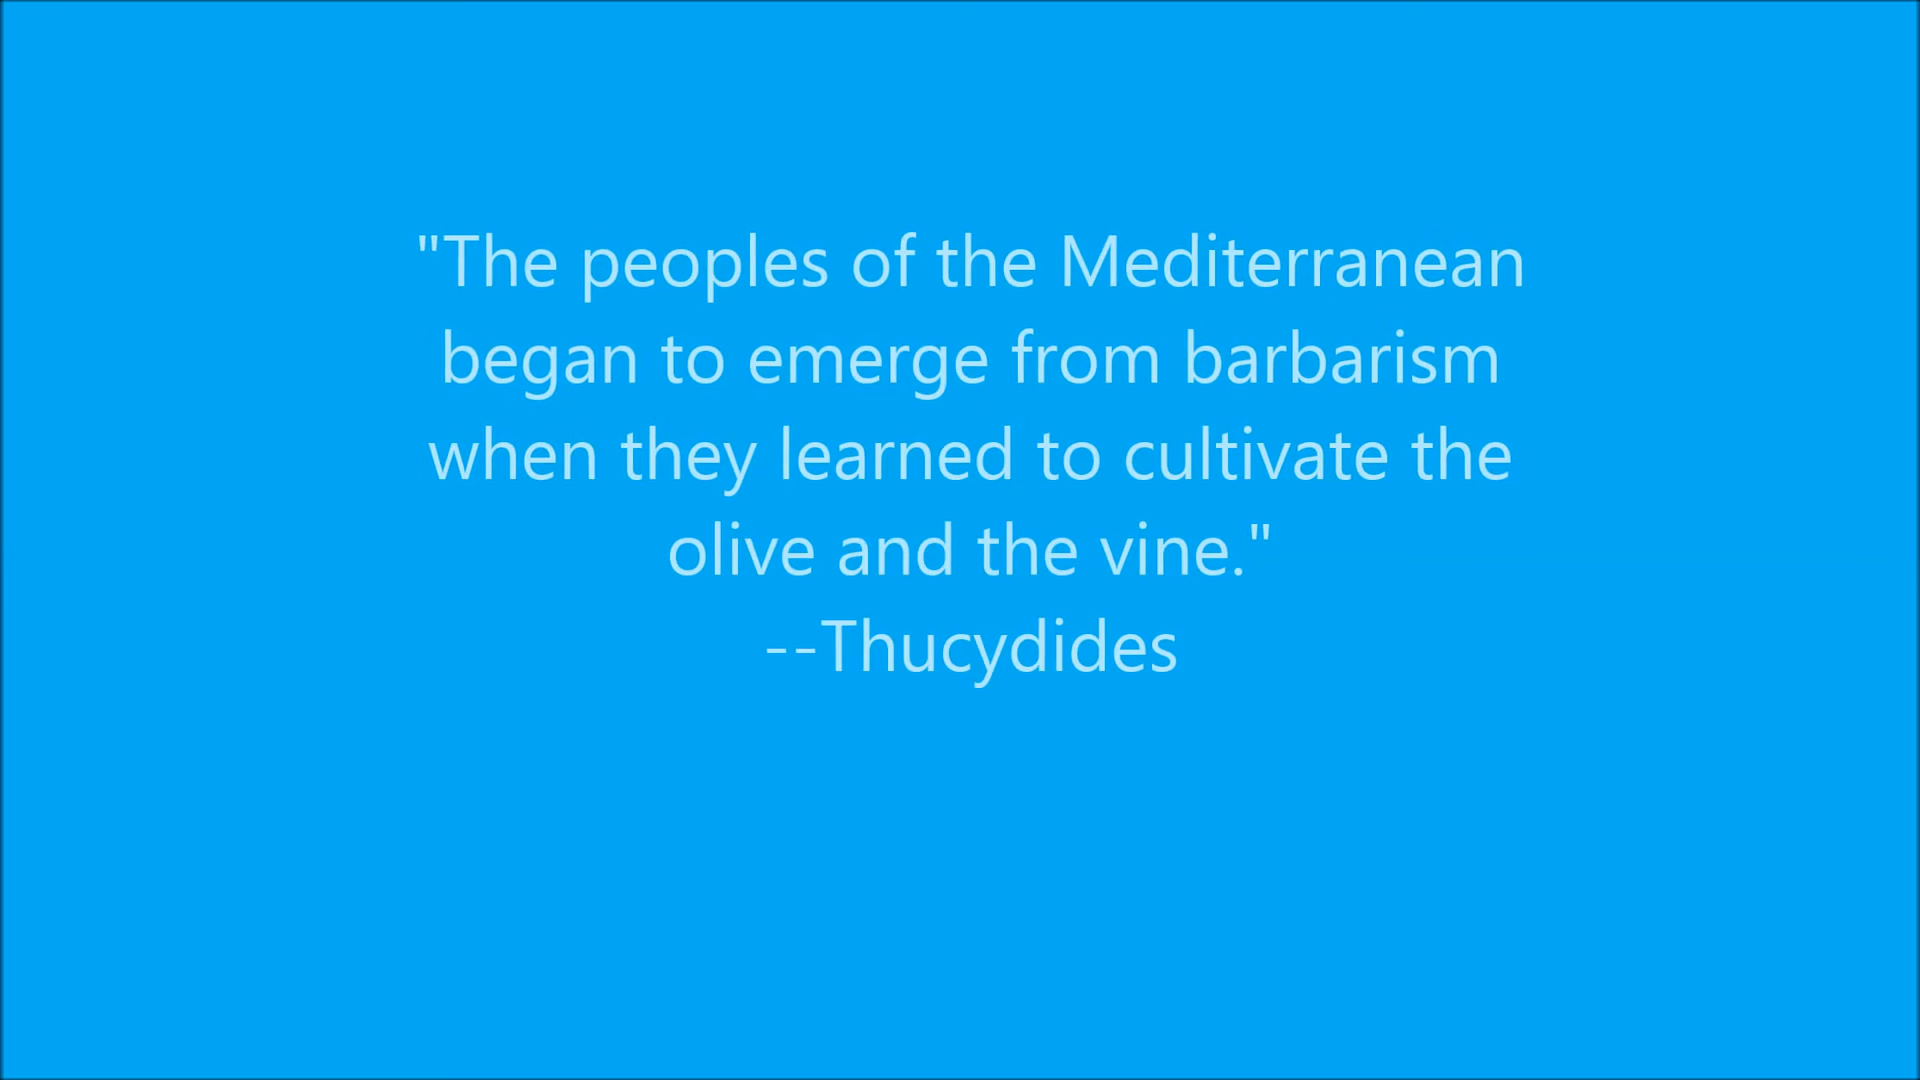 "The peoples of the Mediterranean
began to emerge from barbarism
when they learned to cultivate the
olive and the vine."
--Thucydides